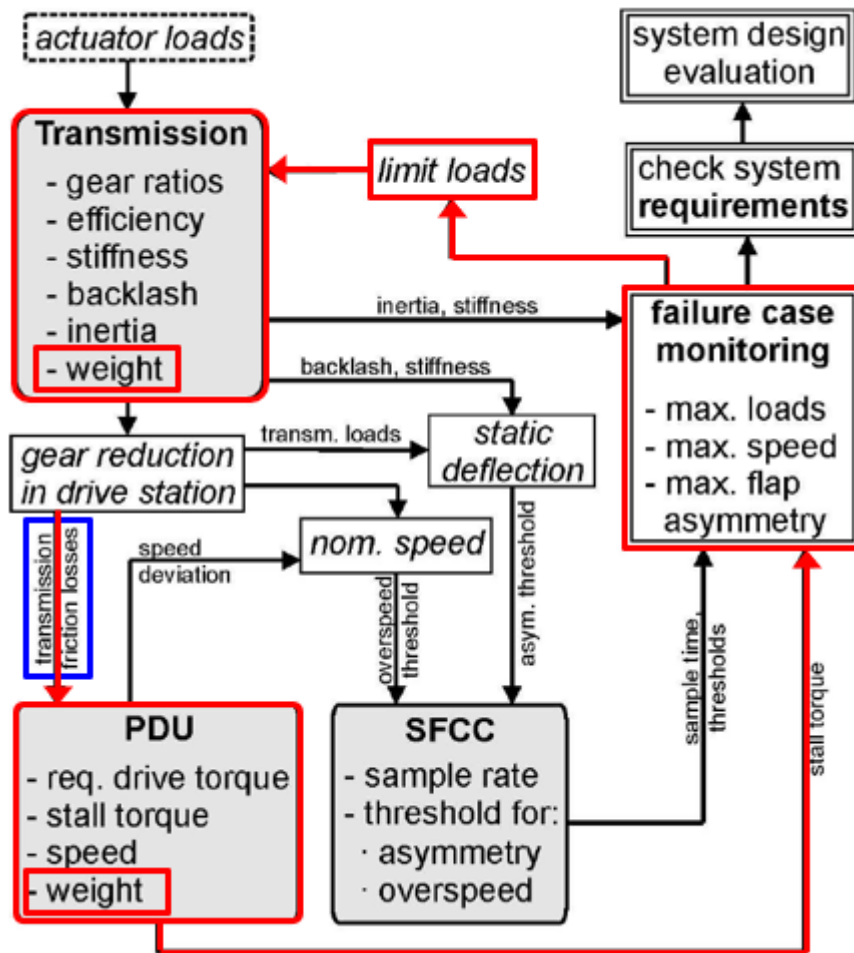 actuator loads
Transmission
- gear ratios
- efficiency
- stiffness
- backlash
- inertia
- weight
limit loads
system design
evaluation
check system
requirements
inertia, stiffness
failure case
monitoring
- max. loads
- max. speed
- max. flap
asymmetry
backlash, stiffness
gear reduction
in drive station
transm. loads
static
deflection
nom. speed
speed
deviation
transmission
friction losses
overspeed
threshold
asym. threshold
sample time,
thresholds
stall torque
PDU
- req. drive torque
- stall torque
- speed
- weight
SFCC
- sample rate
- threshold for:
· asymmetry
· overspeed